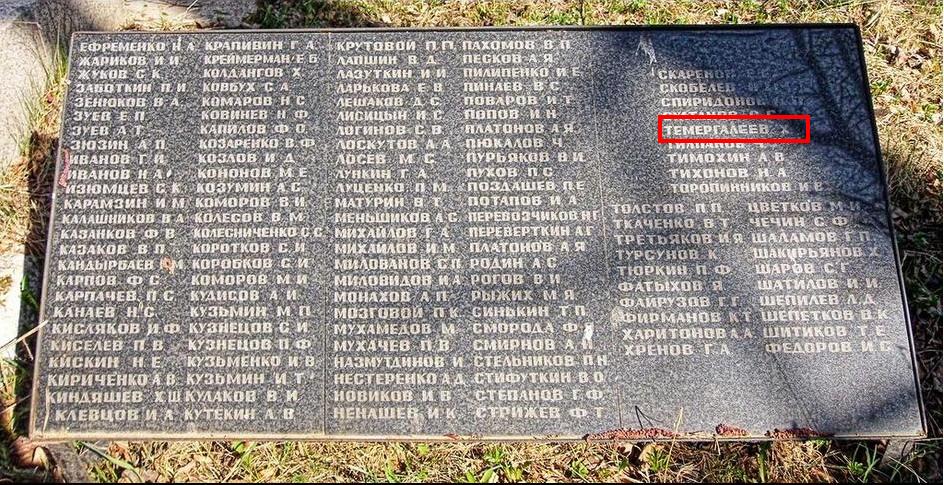 ЕФРЕМЕНКО Н А
ЖАРИКОВ И И
ЖУКОВ С К
ЗАБОТКИН П И
ЗЕНЮКОВ В А
ЗУЕВ Е П
ЗУЕВ А
ЗЮЗИН А П
ИВАНОВ Г И
ИВАНОВ Н А
ИЗЮМЦЕВ С К
КАРАМЗИН И М
КАЛАШНИКОВ В А
КАЗАНКОВ Ф В
КАЗАКОВ В П
КАНДЫРБАЕВ М
КАРПОВ Ф С
КАРПАЧЕВ П С
КАНАЕВ Н С
КИСЛЯКОВ И Ф
КИСЕЛЕВ П В
КИСКИН Н Е
КИРИЧЕНКО А В
КИНДЯШЕВ Х Ш
КЛЕВЦОВ И А
КРАПИВИН Г А
КРЕЙМЕРМАН Е Б
КОЛДАНГОВ Х
КОВБУХ С А
КОМАРОВ Н С
КОВИНЕВ Н Ф
КАПИЛОВ Ф О
КОЗАРЕНКО В Ф
КОЗЛОВ И Д
КОНОНОВ М Е
КОЗУМИН А С
КОМОРОВ В И
КОЛЕСОВ В М
КОЛЕСНИЧЕНКО С С
КОРОТКОВ С И
КОРОБКОВ С И
КОМОРОВ М И
КУДИСОВ А И
КУЗЬМИН М П
КУЗНЕЦОВ С И
КУЗНЕЦОВ П Ф
КУЗЬМЕНКО И В
КУЗЬМИН И Т
КУЛАКОВ В И
КУТЕКИН А В
КРУТОВОЙ П П
ЛАПШИН В Д
ЛАЗУТКИН И И
ЛАРЬКОВА Е В
ЛЕШАКОВ Д С
ЛИСИЦЫН И С
ЛОГИНОВ С В
ЛОСКУТОВ А А
ЛОСЕВ М С
ЛУНКИН Г А
ЛУЦЕНКО П М
МАТУРИН В Т
МЕНЬШИКОВ А С
МИХАЙЛОВ Г А
МИХАЙЛОВ И М
МИЛОВАНОВ С П
МИЛОВИДОВ И А
МОНАХОВ А П
МОЗГОВОЙ П К
МУХАМЕДОВ М
МУХАЧЕВ П В
НАЗМУТДИНОВ И
НЕСТЕРЕНКО А Д
НОВИКОВ И В
НЕНАШЕВ И К
ПАХОМОВ В П
ПЕСКОВ А Я
ПИЛИПЕНКО И Е
ПИНАЕВ В С
ПОВАРОВ И Т
ПОПОВ И Н
ПЛАТОНОВ А Я
ПЮКАЛОВ Ч
ПУРЬЯКОВ В И
ПУХОВ П С
ПОЗДАШЕВ П Е
ПОТАПОВ И А
ПЕРЕВОЗЧИКОВ Н Г
ПЕРЕВЕРТКИН А Г
ПЛАТОНОВ А Я
РОДИН А С
РОГОВ В И
РЫЖИХ М Я
СИНЬКИН Т П
СМОРОДА Ф
СМИРНОВ А И
СТЕЛЬНИКОВ П Н
СТИФУТКИН В О
СТЕПАНОВ Г Ф
СТРИЖЕВ Ф Т
СКОБЕЛЕВ
СПИРИДОНОВ
ТЕМЕРГАЛЕЕВ
ТИМОХИН А В
ТИХОНОВ Н А
ТОРОПИННИКОВ И Е
ТОЛСТОВ П П
ТКАЧЕНКО В Т
ТРЕТЬЯКОВ И Я
ТУРСУНОВ К
ТЮРКИН П Ф
ФАТЫХОВ Я
ФАЙРУЗОВ Г Г
ФИРМАНОВ К Т
ХАРИТОНОВ А А
ХРЕНОВ Г А
ЦВЕТКОВ М И
ЧЕЧИН С Ф
ШАЛАМОВ Г П
ШАКИРЬЯНОВ Х
ШАРОВ С Г
ШАТИЛОВ И И
ШЕПИЛЕВ Л Д
ШЕПЕТКОВ В К
ШИТИКОВ Т Е
ФЕДОРОВ И С